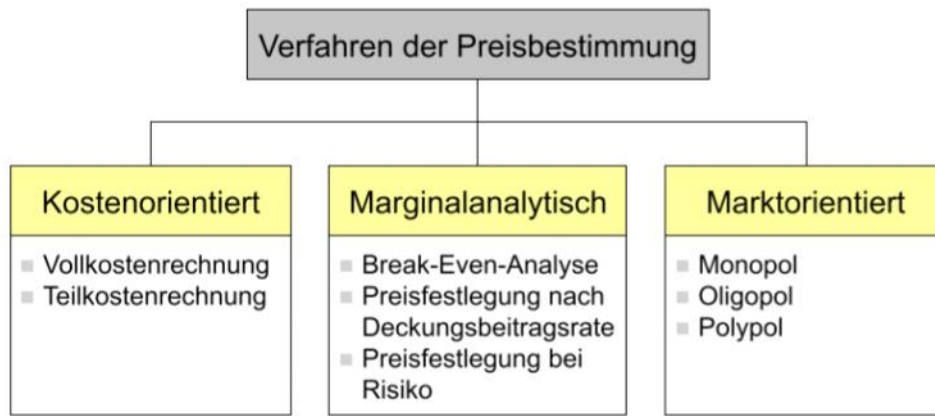 Verfahren der Preisbestimmung
Kostenorientiert
Vollkostenrechnung
Teilkostenrechnung
Marginalanalytisch
Break-Even-Analyse
Preisfestlegung nach
Deckungsbeitragsrate
Preisfestlegung bei
Risiko
Marktorientiert
Monopol
Oligopol
Polypol